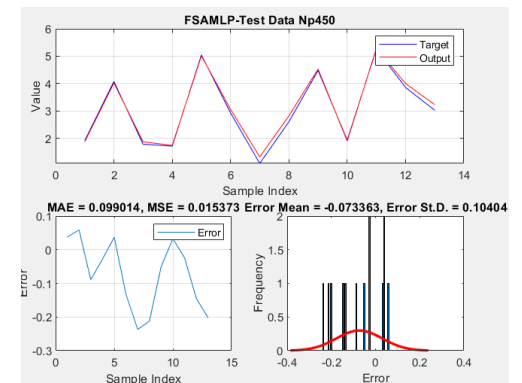 FSAMLP-Test Data Np450
6
5
4
3
2
Value
Target
Output
0 2 4 6 8 10 12 14
Sample Index
MAE = 0.099014, MSE = 0.015373 Error Mean = -0.073363, Error St.D. = 0.10404
0.1
0
-0.1
-0.2
-0.3
Error
Error
0 5 10 15
Sample Index
2
1.5
1
0.5
0
Frequency
-0.4 -0.2 0 0.2 0.4
Error